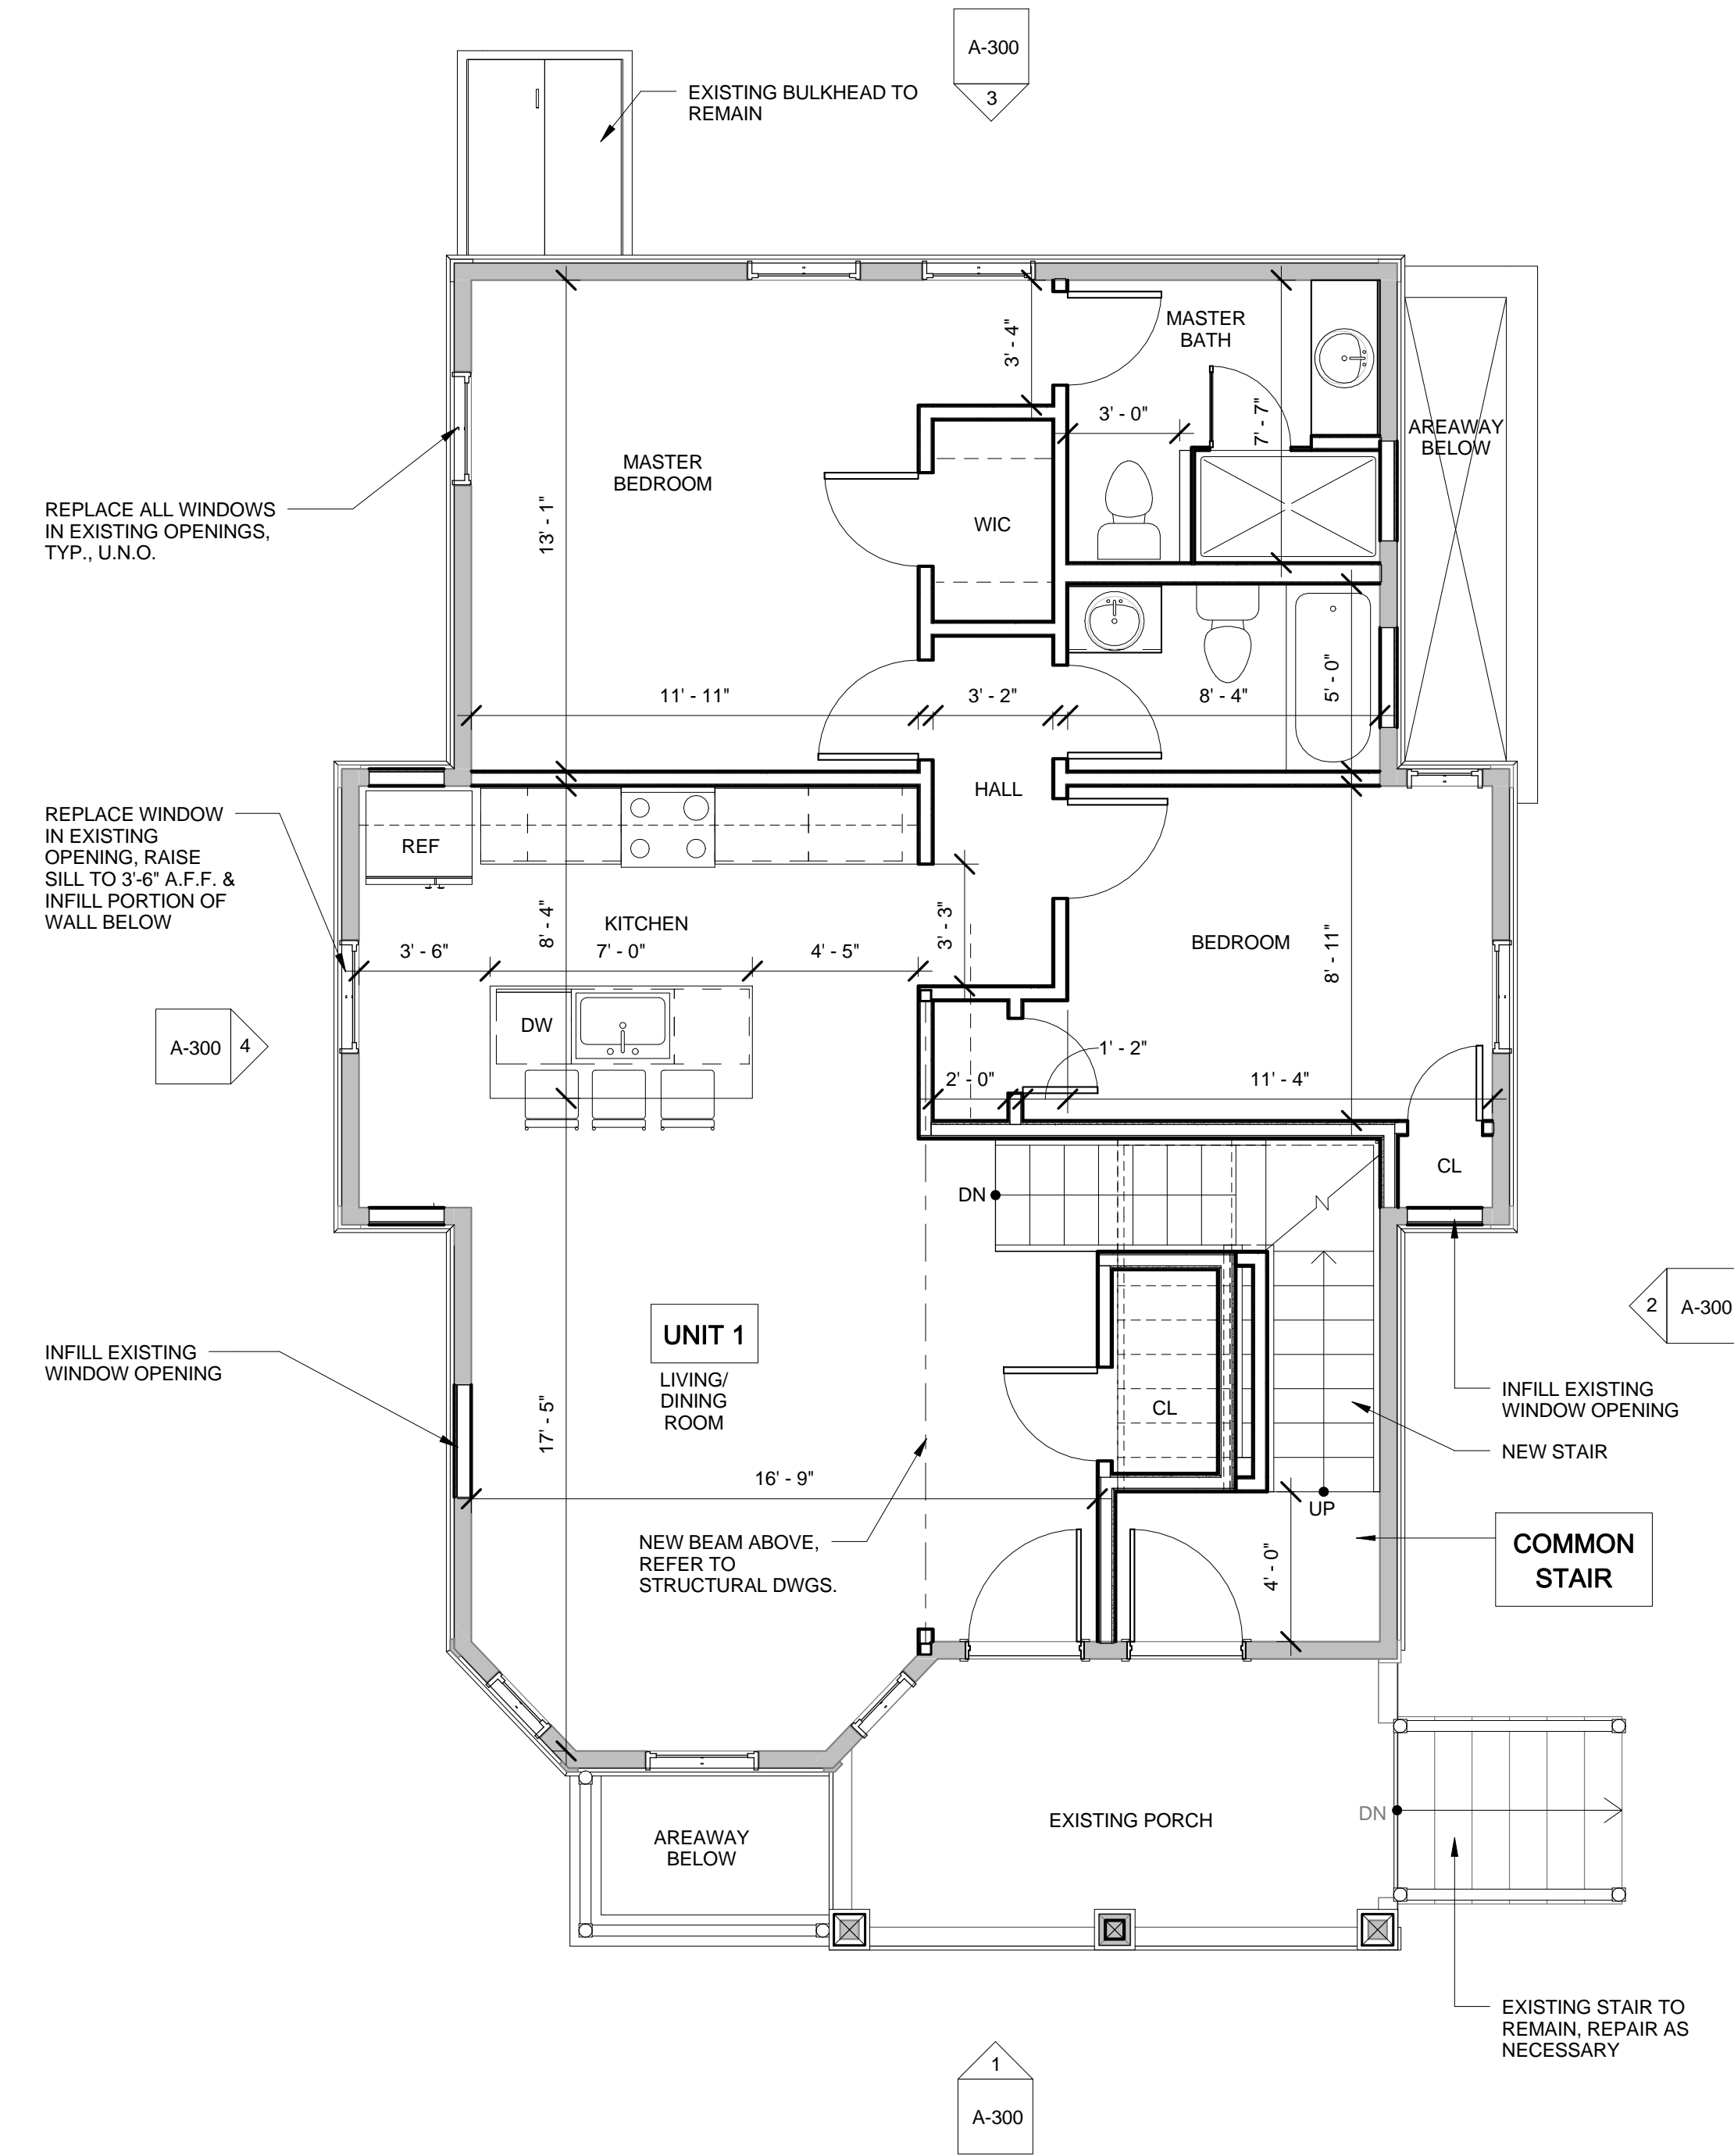 A-300
3
EXISTING BULKHEAD TO
REMAIN
MASTER
BATH
3' - 4"
3' - 0"
7' - 7"
AREAWAY
BELOW
MASTER
BEDROOM
13' - 1"
WIC
REPLACE ALL WINDOWS
IN EXISTING OPENINGS,
TYP., U.N.O.
11' - 11"
3' - 2"
8' - 4"
5' - 0"
HALL
REPLACE WINDOW
IN EXISTING
OPENING, RAISE
SILL TO 3'-6" A.F.F. &
INFILL PORTION OF
WALL BELOW
REF
KITCHEN
8' - 4"
3' - 6"
7' - 0"
4' - 5"
3' - 3"
BEDROOM
8' - 11"
DW
A-300
4
1' - 2"
2' - 0"
11' - 4"
CL
DN
2
A-300
UNIT 1
LIVING/
DINING
ROOM
INFILL EXISTING
WINDOW OPENING
17' - 5"
CL
INFILL EXISTING
WINDOW OPENING
NEW STAIR
16' - 9"
UP
NEW BEAM ABOVE,
REFER TO
STRUCTURAL DWGS.
4' - 0"
COMMON
STAIR
EXISTING PORCH
DN
AREAWAY
BELOW
EXISTING STAIR TO
REMAIN, REPAIR AS
NECESSARY
1
A-300